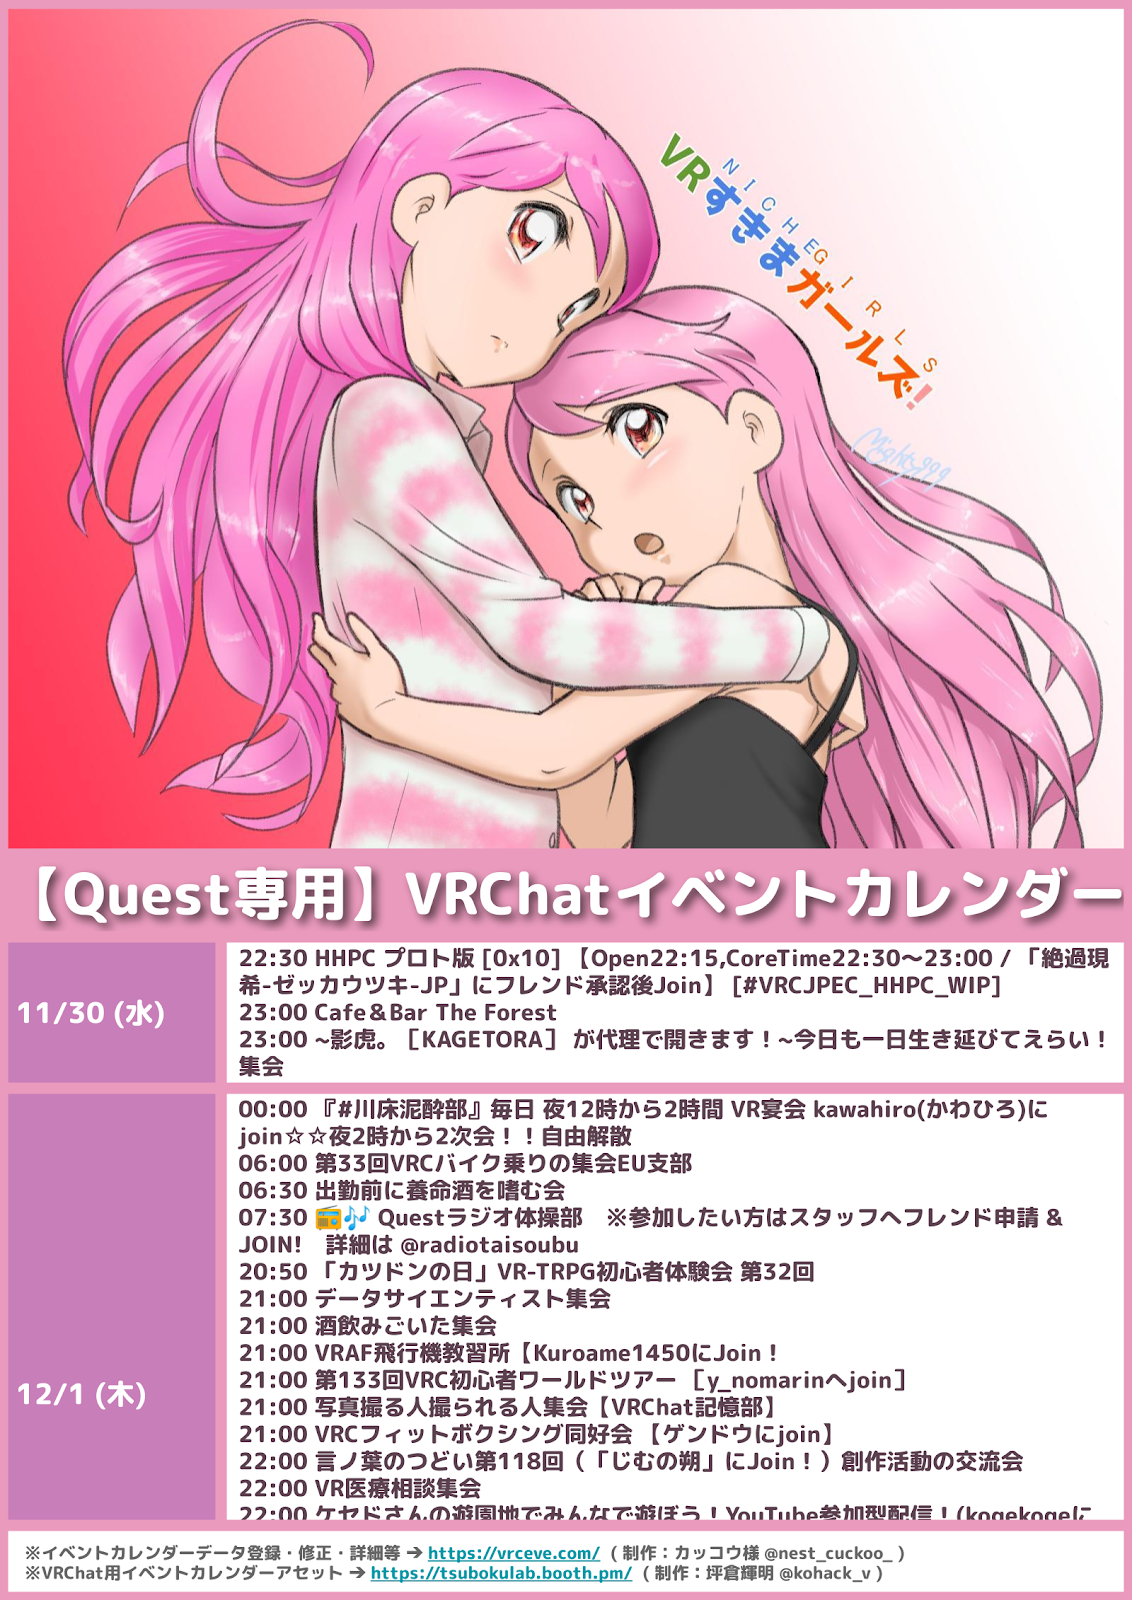 NICHE GIRLS
VRすきまガールズ!
Mighty999
【Quest専用】VRChatイベントカレンダー
11/30 (水)
22:30 HHPC プロト版 [0x10] 【Open22:15,CoreTime22:30～23:00 / 「絶過現
希-ゼッカウツキ-JP」にフレンド承認後Join】 [#VRCJPEC_HHPC_WIP]
23:00 Cafe＆Bar The Forest
23:00 ~影虎。［KAGETORA］ が代理で開きます！~今日も一日生き延びてえらい！
集会
12/1 (木)
00:00 『#川床泥酔部』毎日 夜12時から2時間 VR宴会 kawahiro(かわひろ)に
join☆☆夜2時から2次会！！自由解散
06:00 第33回VRCバイク乗りの集会EU支部
06:30 出勤前に養命酒を嗜む会
07:30 📻🎶 Questラジオ体操部　※参加したい方はスタッフへフレンド申請 &
JOIN!　詳細は @radiotaisoubu
20:50 「カツドンの日」VR-TRPG初心者体験会 第32回
21:00 データサイエンティスト集会
21:00 酒飲みごいた集会
21:00 VRAF飛行機教習所【Kuroame1450にJoin！
21:00 第133回VRC初心者ワールドツアー ［y_nomarinへjoin］
21:00 写真撮る人撮られる人集会【VRChat記憶部】
21:00 VRCフィットボクシング同好会 【ゲンドウにjoin】
22:00 言ノ葉のつどい第118回（「じむの朔」にJoin！）創作活動の交流会
22:00 VR医療相談集会
22:00 ケセドさんの遊園地でみんなで遊ぼう！YouTube参加型配信！(kogekogeに
※イベントカレンダーデータ登録・修正・詳細等 ➔ https://vrceve.com/ ( 制作：カッコウ様 @nest_cuckoo_ )
※VRChat用イベントカレンダーアセット ➔ https://tsubokulab.booth.pm/ ( 制作：坪倉輝明 @kohack_v )